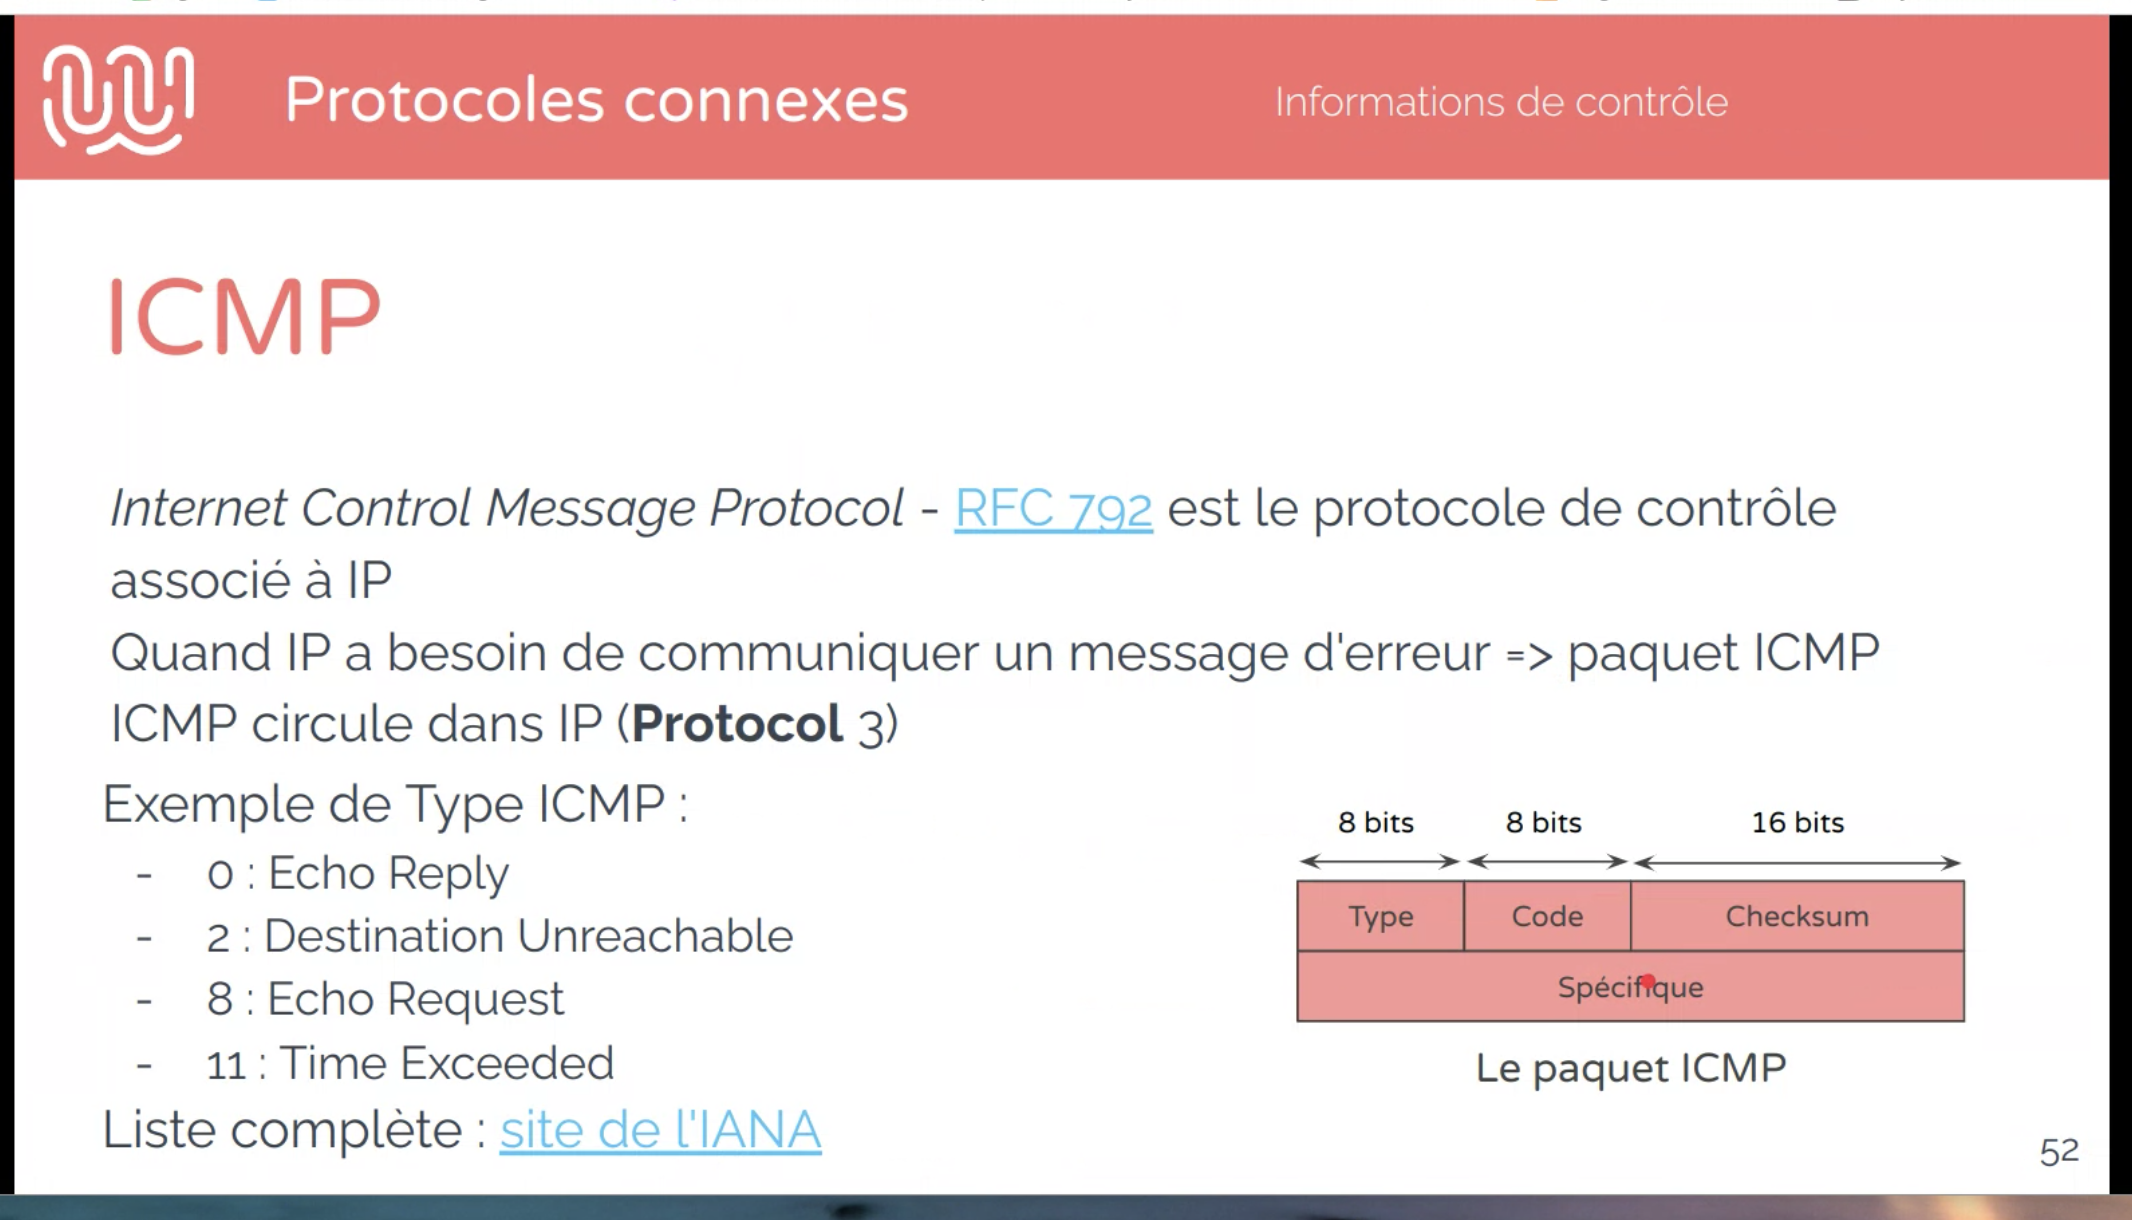 Protocoles connexes
Informations de contrôle
ICMP
Internet Control Message Protocol - RFC 792 est le protocole de contrôle
associé à IP
Quand IP a besoin de communiquer un message d'erreur => paquet ICMP
ICMP circule dans IP (Protocol 3)
Exemple de Type ICMP :
- 0 : Echo Reply
- 2 : Destination Unreachable
- 8 : Echo Request
- 11 : Time Exceeded
Liste complète : site de l'IANA
8 bits 8 bits 16 bits
Type Code Checksum
Spécifique
Le paquet ICMP
52